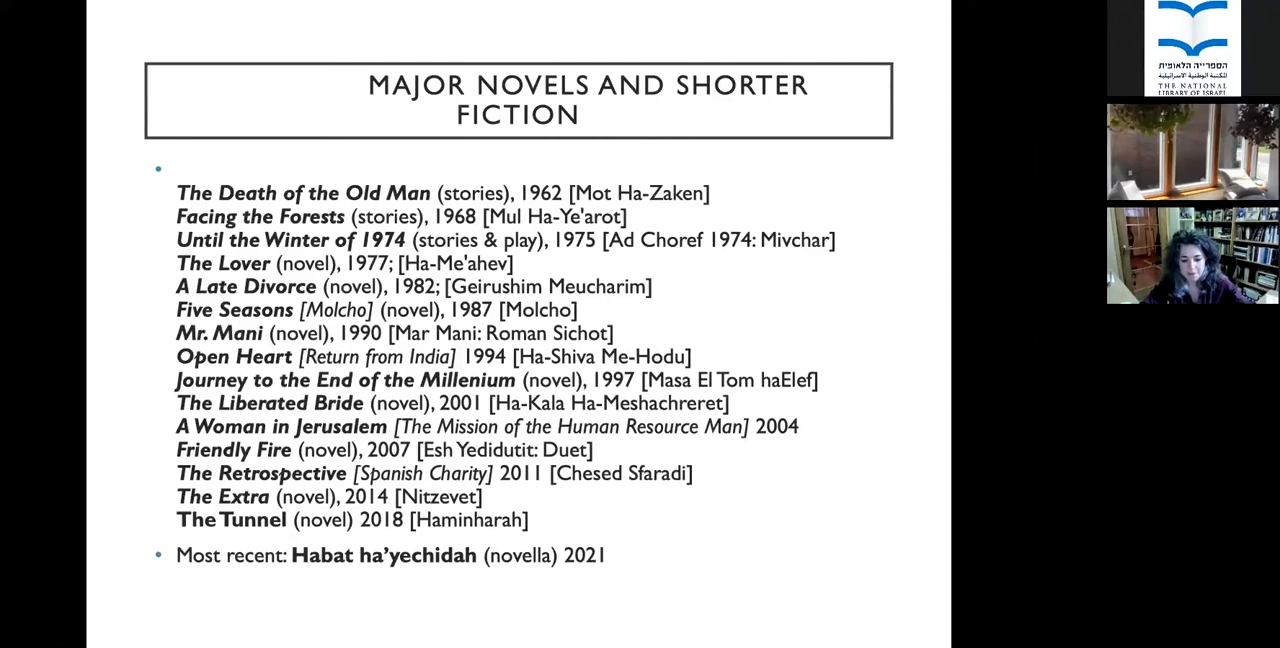 MAJOR NOVELS AND SHORTER
FICTION
The Death of the Old Man (stories), 1962 [Mot Ha-Zaken]
Facing the Forests (stories), 1968 [Mul Ha-Ye'arot]
Until the Winter of 1974 (stories & play), 1975 [Ad Choref 1974: Mivchar]
The Lover (novel), 1977; [Ha-Me'ahev]
A Late Divorce (novel), 1982; [Geirushim Meucharim]
Five Seasons [Molcho] (novel), 1987 [Molcho]
Mr. Mani (novel), 1990 [Mar Mani: Roman Sichot]
Open Heart [Return from India] 1994 [Ha-Shiva Me-Hodu]
Journey to the End of the Millenium (novel), 1997 [Masa El Tom haElef]
The Liberated Bride (novel), 2001 [Ha-Kala Ha-Meshachreret]
A Woman in Jerusalem [The Mission of the Human Resource Man] 2004
Friendly Fire (novel), 2007 [Esh Yedidutit: Duet]
The Retrospective [Spanish Charity] 2011 [Chesed Sfaradi]
The Extra (novel), 2014 [Nitzevet]
The Tunnel (novel) 2018 [Haminharah]
• Most recent: Habat ha’yechidah (novella) 2021
הספרייה הלאומית
المكتبة الوطنية الاسرائيلية
THE NATIONAL
LIBRARY OF ISRAEL